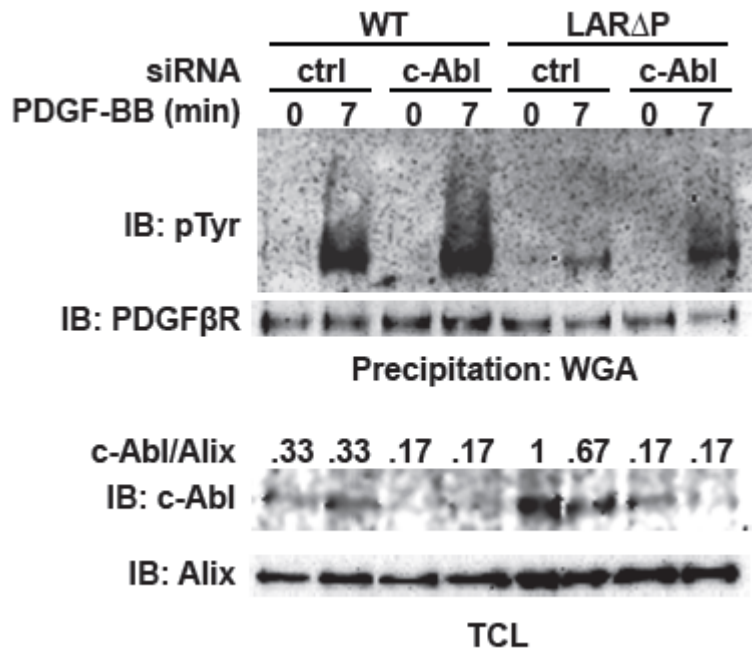 WT LARΔP
siRNA ctrl c-Abl ctrl c-Abl
PDGF-BB (min) 0 7 0 7 0 7 0 7
IB: pTyr
IB: PDGFβR
Precipitation: WGA
c-Abl/Alix .33 .33 .17 .17 1 .67 .17 .17
IB: c-Abl
IB: Alix
TCL